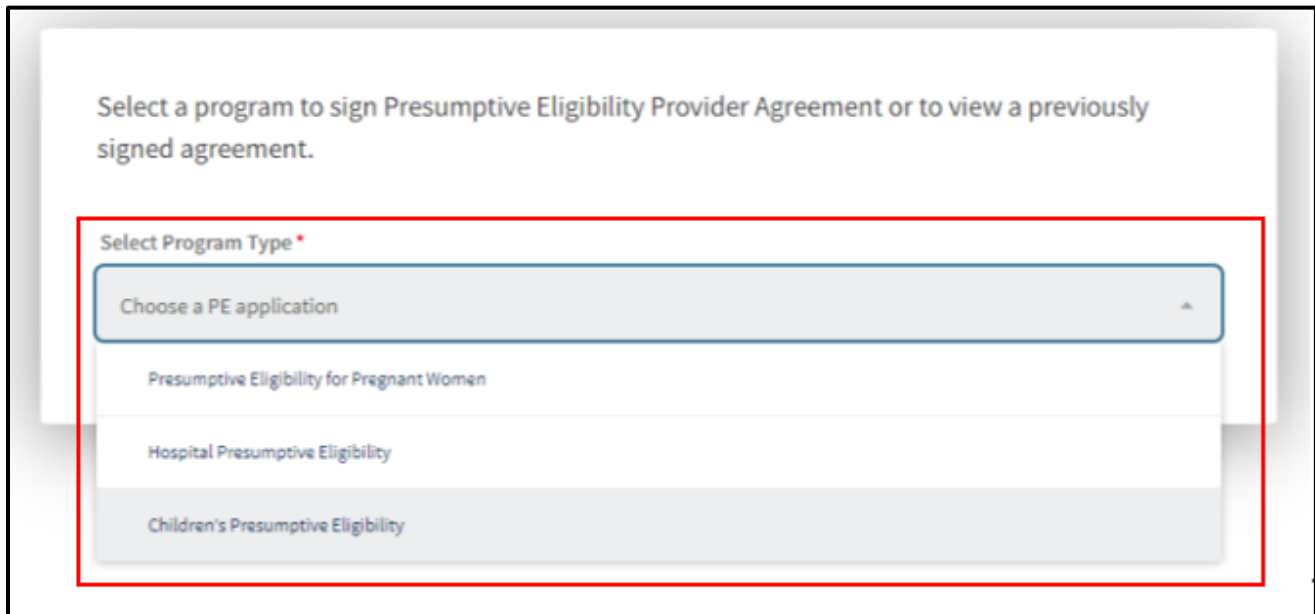 Select a program to sign Presumptive Eligibility Provider Agreement or to view a previously
signed agreement.
Select Program Type*
Choose a PE application
Presumptive Eligibility for Pregnant Women
Hospital Presumptive Eligibility
Children's Presumptive Eligibility